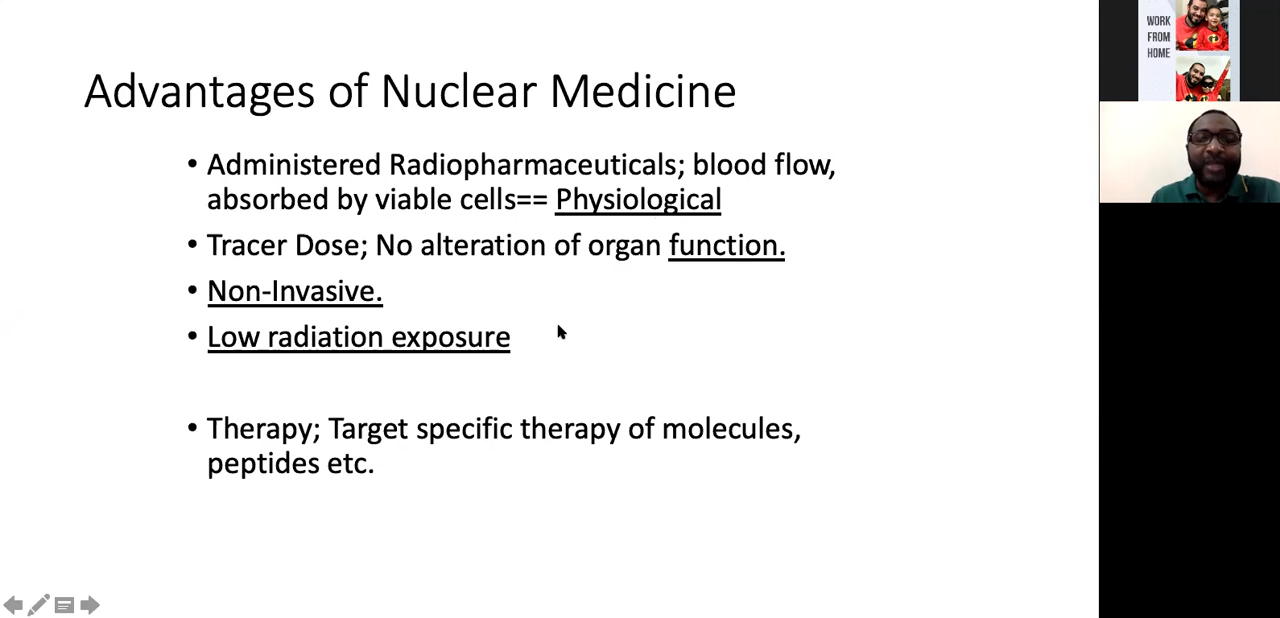 Advantages of Nuclear Medicine
• Administered Radiopharmaceuticals; blood flow,
absorbed by viable cells== Physiological
• Tracer Dose; No alteration of organ function.
• Non-Invasive.
• Low radiation exposure
• Therapy; Target specific therapy of molecules,
peptides etc.
WORK
FROM
HOME